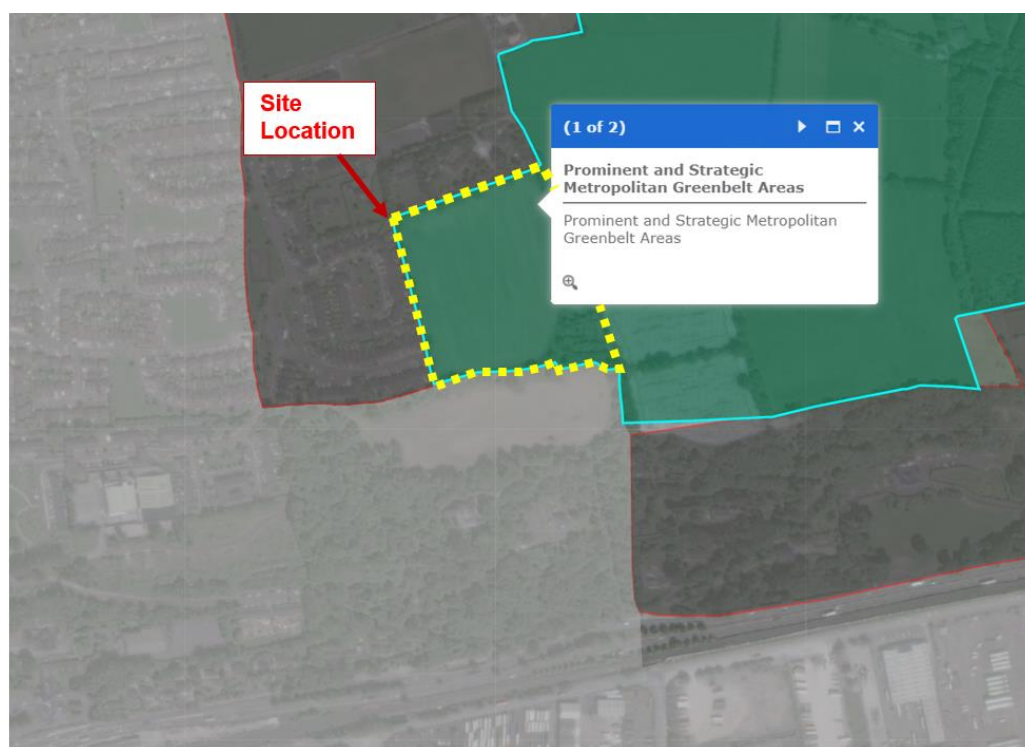 Site
Location
(1 of 2)
Prominent and Strategic
Metropolitan Greenbelt Areas
Prominent and Strategic Metropolitan
Greenbelt Areas